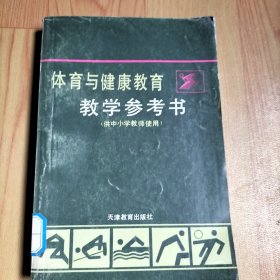 体育与健康教育
教学参考书
(供中小学教师使用)
天津教育出版社